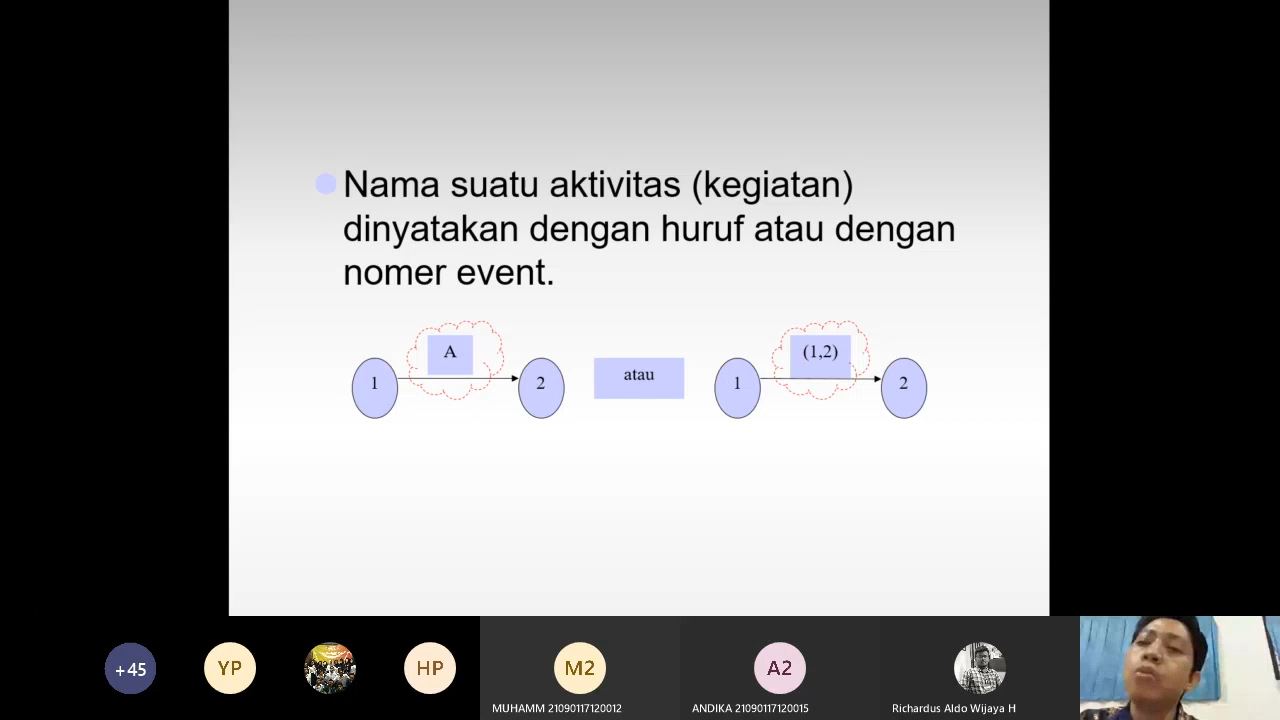 Nama suatu aktivitas (kegiatan)
dinyatakan dengan huruf atau dengan
nomer event.
1 A 2 atau 1 (1,2) 2
+45 YP HP M2 A2
MUHAMM 21090117120012 ANDIKA 21090117120015 Richardus Aldo Wijaya H